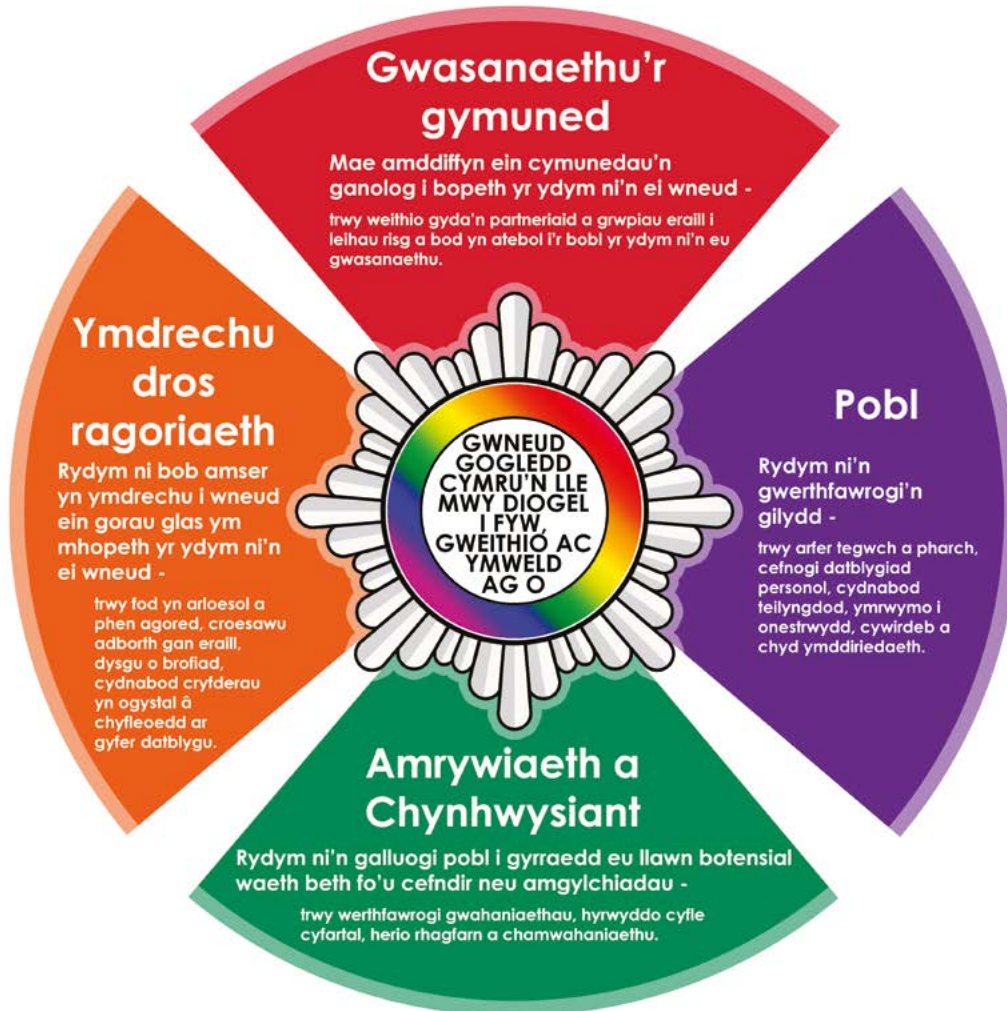 Gwasanaethu'r
gymuned
Mae amddiffyn ein cymunedau'n
ganolog i bopeth yr ydym ni'n ei wneud -
trwy weithio gyda'n partneriaid a grwpiau eraill i
leihau risg a bod yn atebol i'r bobl yr ydym ni'n eu
gwasanaethu.
Ymdrechu
dros
ragoriaeth
Rydym ni bob amser
yn ymdrechu i wneud
ein gorau glas ym
mhopeth yr ydym ni'n
ei wneud -
trwy fod yn arloesol a
phen agored, croesawu
adborth gan eraill,
dysgu o brofiad,
cydnabod cryfderau
yn ogystal â
chyfleoedd ar
gyfer datblygu.
GWNEUD
GOGLEDD
CYMRU'N LLE
MWY DIOGEL
I FYW,
GWEITHIO AC
YMWELD
AG O
Pobl
Rydym ni'n
gwerthfawrogi'n
gilydd -
trwy arfer tegwch a pharch,
cefnogi datblygiad
personol, cydnabod
teilyngdod, ymrwymo i
onestrwydd, cywirdeb a
chyd ymddiriedaeth.
Amrywiaeth a
Chynhwysiant
Rydym ni'n galluogi pobl i gyrraedd eu llawn botensial
waeth beth fo'u cefndir neu amgylchiadau -
trwy werthfawrogi gwahaniaethau, hyrwyddo cyfle
cyfartal, herio rhagfarn a chamwahaniaethu.